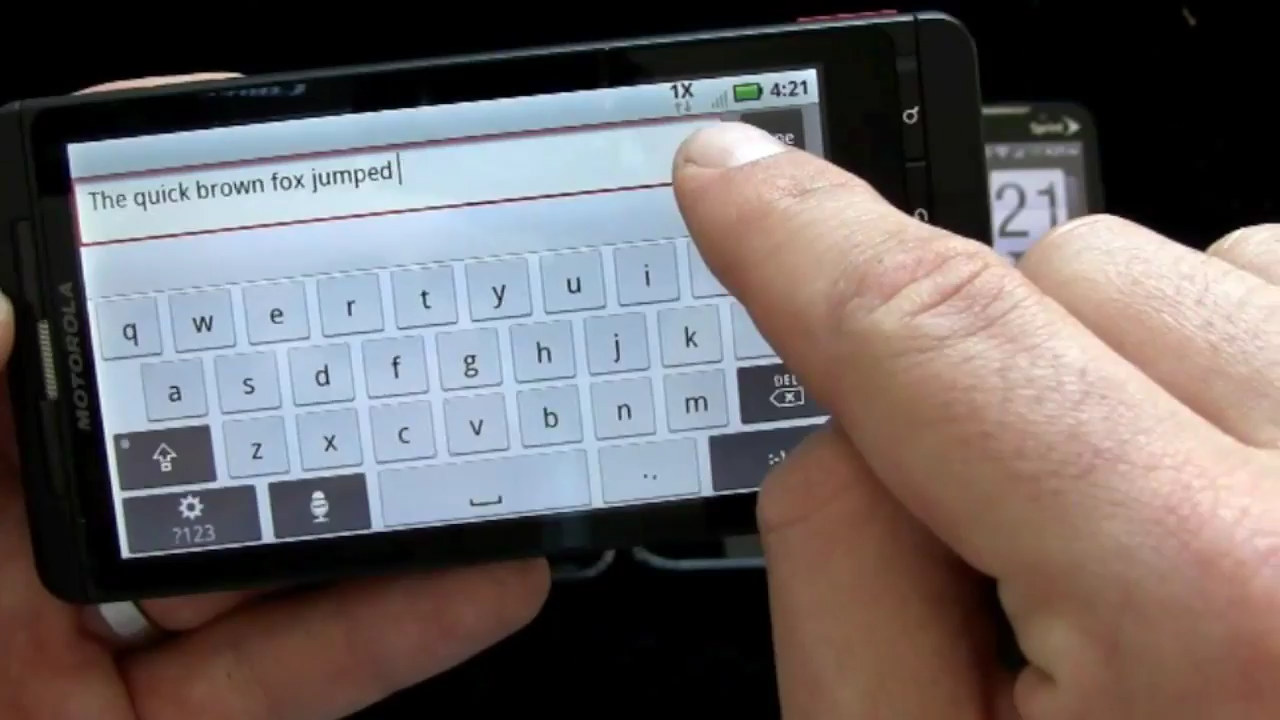 1X 4:21
The quick brown fox jumped
q w e r t y u i
a s d f g h j k
DEL
z x c v b n m
:-)
?123
. ,
MOTOROLA
Sprint
21